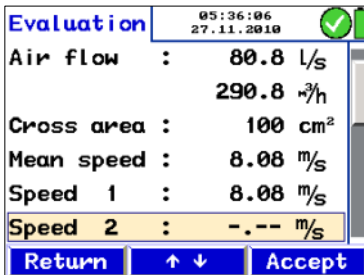 Evaluation 05:36:06
27.11.2010
Air flow : 80.8 l/s
290.8 m³/h
Cross area : 100 cm²
Mean speed : 8.08 m/s
Speed 1 : 8.08 m/s
Speed 2 : -.-- m/s
Return ↑ ↓ Accept